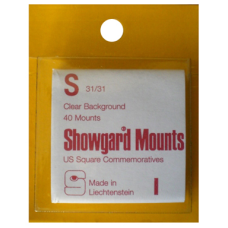 S 31/31
Clear Background
40 Mounts
Showgard® Mounts
US Square Commemoratives
S Made in
Liechtenstein I